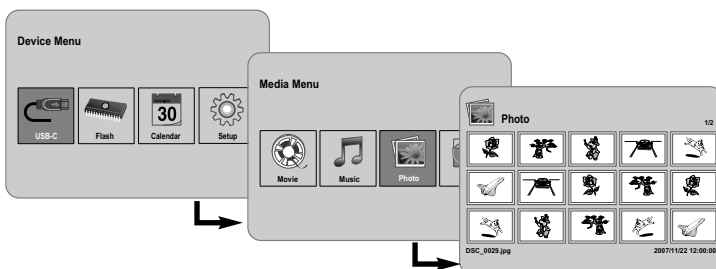 Device Menu
USB-C
30
Flash
Calendar
Setup
Media Menu
Movie
Music
Photo
Photo
1/2
DSC_0029.jpg
2007/11/22 12:00:00